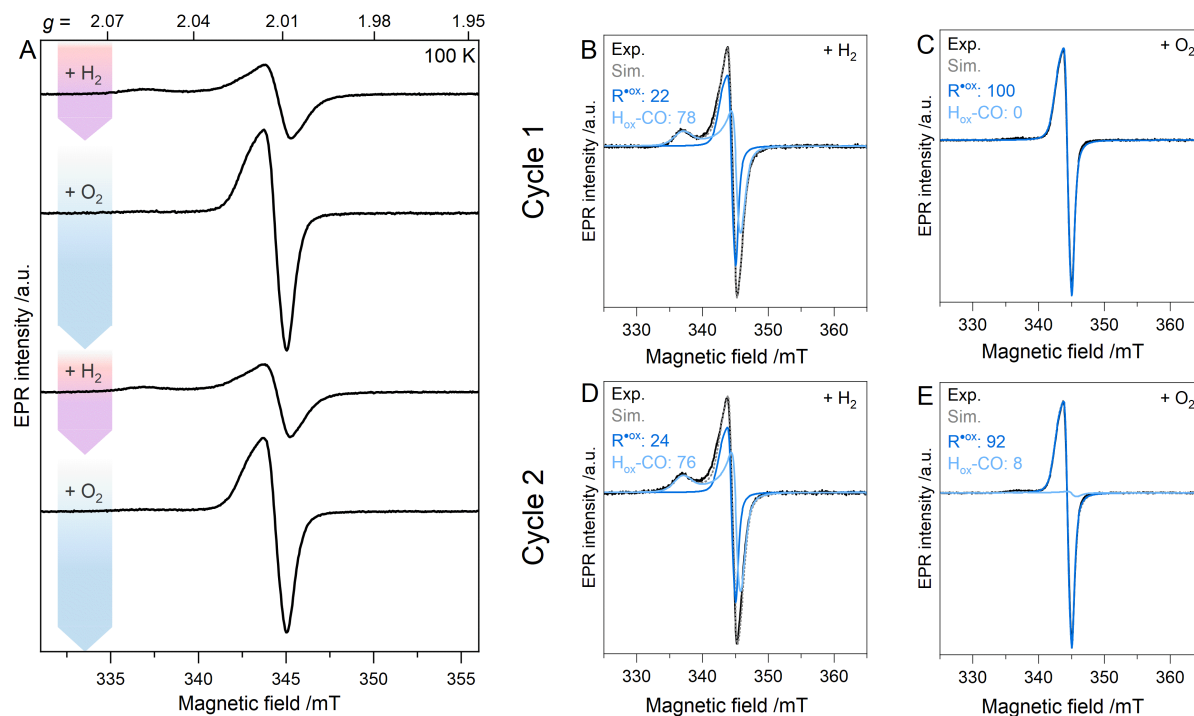 g = 2.07 2.04 2.01 1.98 1.95
A
100 K
+ H₂
+ O₂
+ H₂
+ O₂
EPR intensity /a.u.
335 340 345 350 355
Magnetic field /mT
Cycle 1
B
Exp.
Sim.
R•ox: 22
Hox-CO: 78
+ H₂
EPR intensity /a.u.
330 340 350 360
Magnetic field /mT
C
+ O₂
Exp.
Sim.
R•ox: 100
Hox-CO: 0
EPR intensity /a.u.
330 340 350 360
Magnetic field /mT
Cycle 2
D
Exp.
Sim.
R•ox: 24
Hox-CO: 76
+ H₂
EPR intensity /a.u.
330 340 350 360
Magnetic field /mT
E
Exp.
Sim.
R•ox: 92
Hox-CO: 8
+ O₂
EPR intensity /a.u.
330 340 350 360
Magnetic field /mT